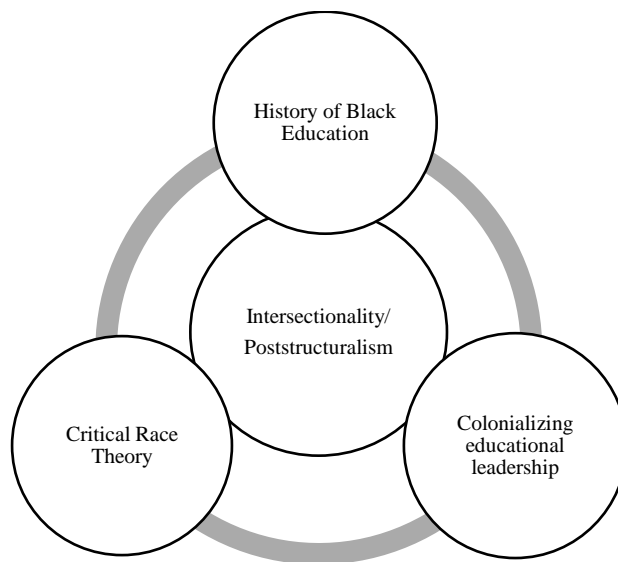 History of Black
Education
Intersectionality/
Poststructuralism
Critical Race
Theory
Colonializing
educational
leadership